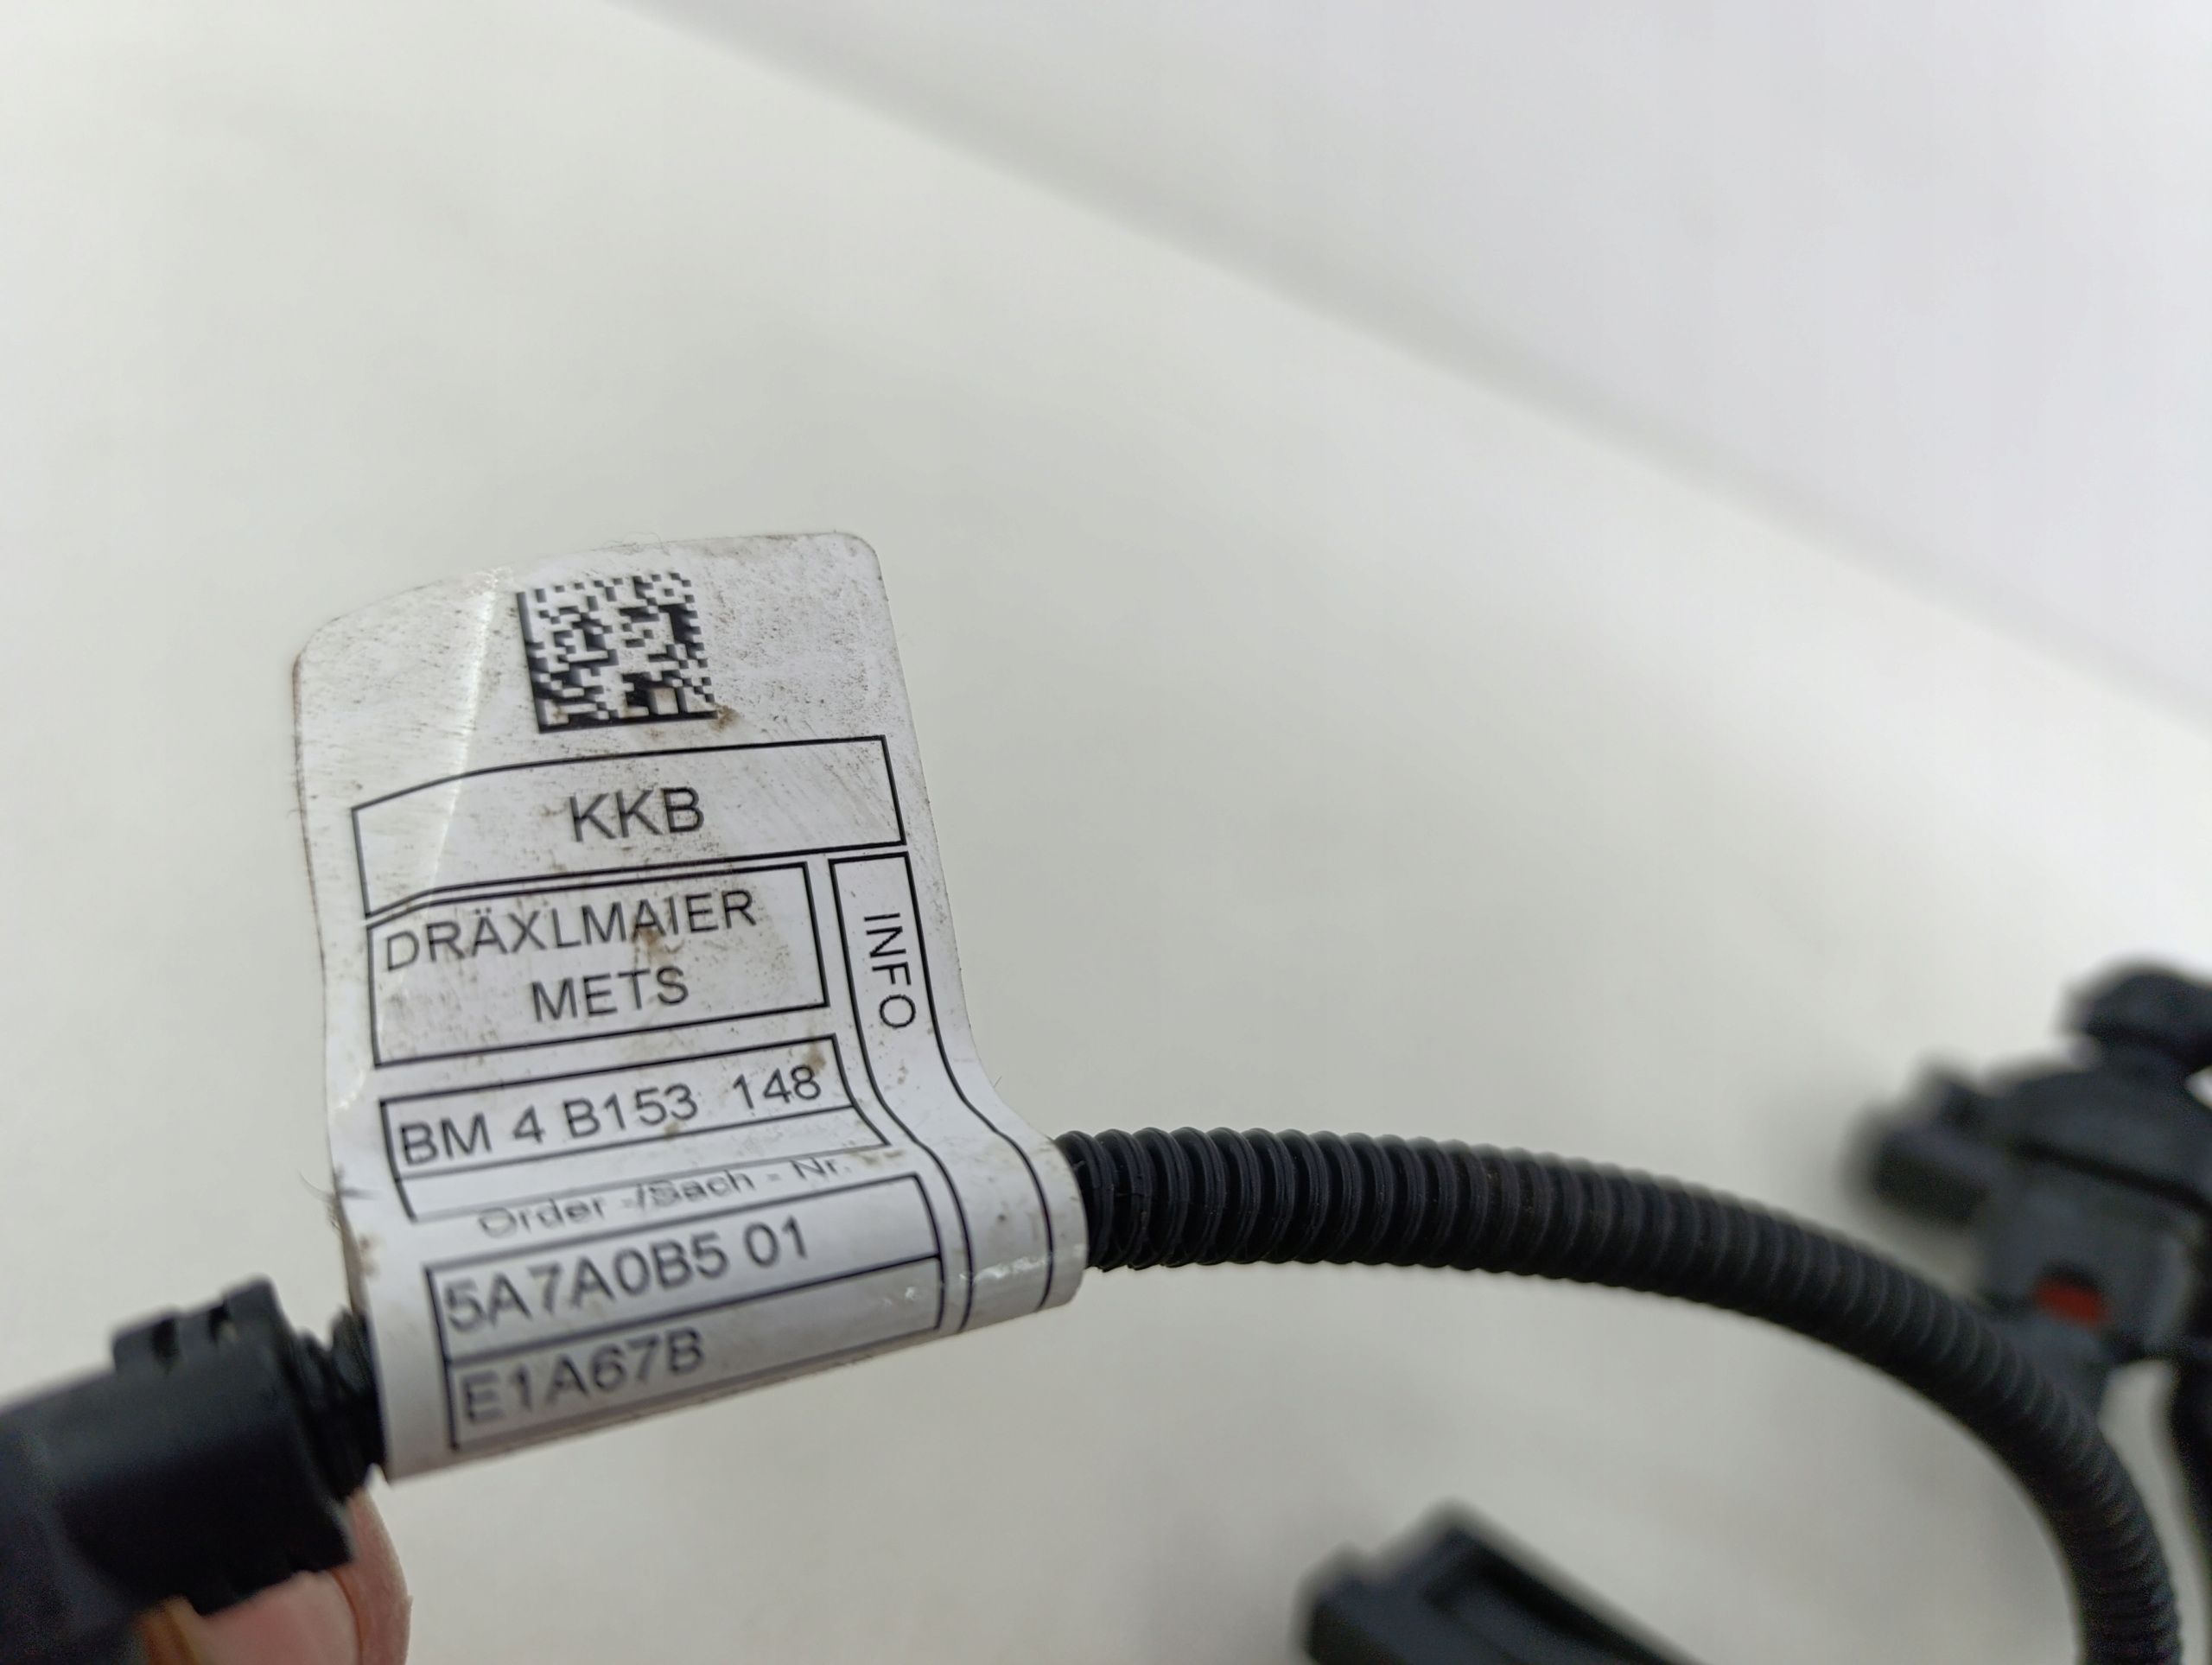 KKB
DRÄXLMAIER
METS
INFO
BM 4 B153 148
Order -/Sach - Nr.
5A7A0B5 01
E1A67B